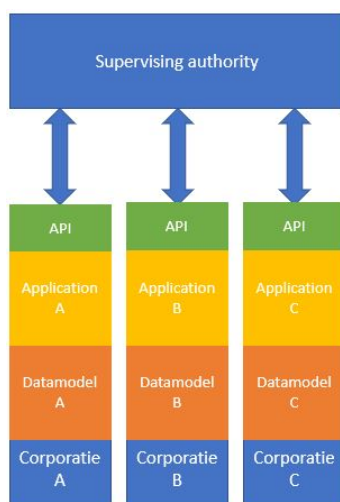 Supervising authority
API
API
API
Application
A
Application
B
Application
C
Datamodel
A
Datamodel
B
Datamodel
C
Corporatie
A
Corporatie
B
Corporatie
C